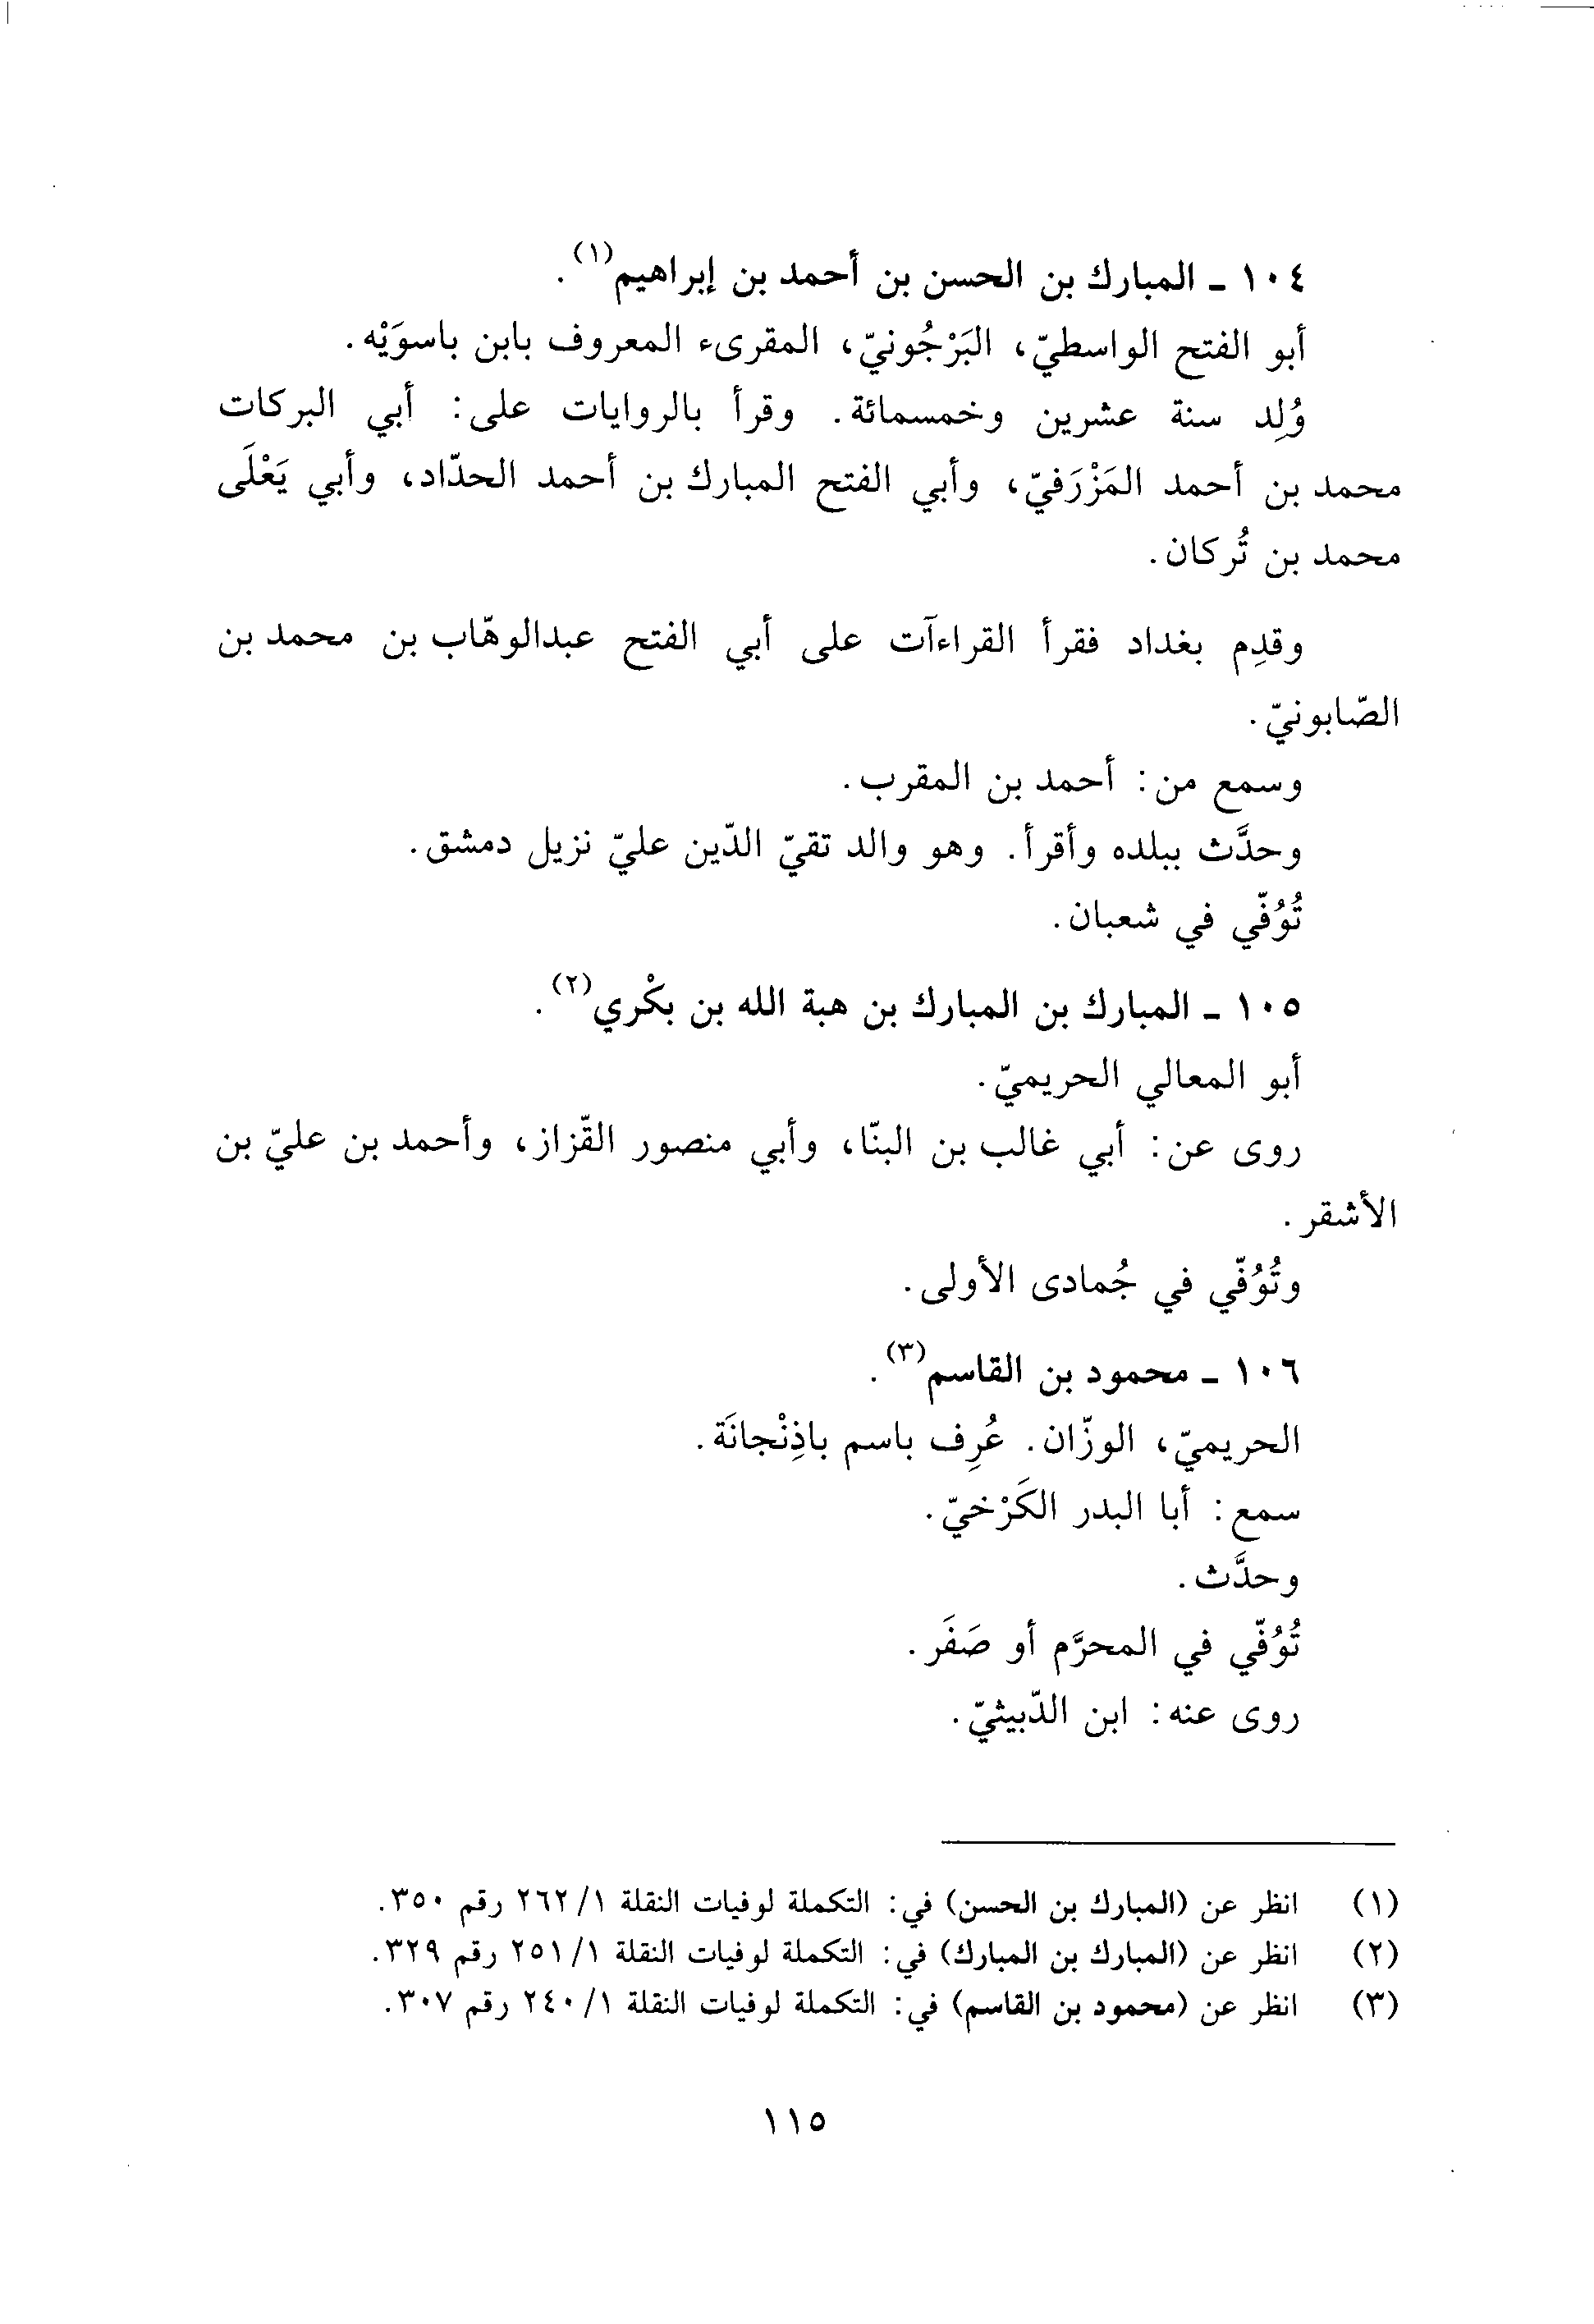 ١٠٤ - المبارك بن الحسن بن أحمد بن إبراهيم(١).
أبو الفتح الواسطيّ، البَرْجُونيّ، المقرىء المعروف بابن باسوَيْه.
وُلِد سنة عشرين وخمسمائة. وقرأ بالروايات على: أبي البركات
محمد بن أحمد المَزْرَفيّ، وأبي الفتح المبارك بن أحمد الحدّاد، وأبي يَعْلَى
محمد بن تُركان.
وقدِم بغداد فقرأ القراءآت على أبي الفتح عبدالوهّاب بن محمد بن
الصّابونيّ.
وسمع من: أحمد بن المقرب.
وحدَّث ببلده وأقرأ. وهو والد تقيّ الدّين عليّ نزيل دمشق.
تُوُفّي في شعبان.
١٠٥ - المبارك بن المبارك بن هبة الله بن بكْري(٢).
أبو المعالي الحريميّ.
روى عن: أبي غالب بن البنّا، وأبي منصور القّزاز، وأحمد بن عليّ بن
الأشقر.
وتُوُفّي في جُمادى الأولى.
١٠٦ - محمود بن القاسم(٣).
الحريميّ، الوزّان. عُرِف باسم باذِنْجانَة.
سمع: أبا البدر الكَرْخيّ.
وحدَّث.
تُوُفّي في المحرَّم أو صَفَر.
روى عنه: ابن الدّبيثيّ.
(١) انظر عن (المبارك بن الحسن) في: التكملة لوفيات النقلة ١/ ٢٦٢ رقم ٣٥٠.
(٢) انظر عن (المبارك بن المبارك) في: التكملة لوفيات النقلة ١/ ٢٥١ رقم ٣٢٩.
(٣) انظر عن (محمود بن القاسم) في: التكملة لوفيات النقلة ١/ ٢٤٠ رقم ٣٠٧.
١١٥